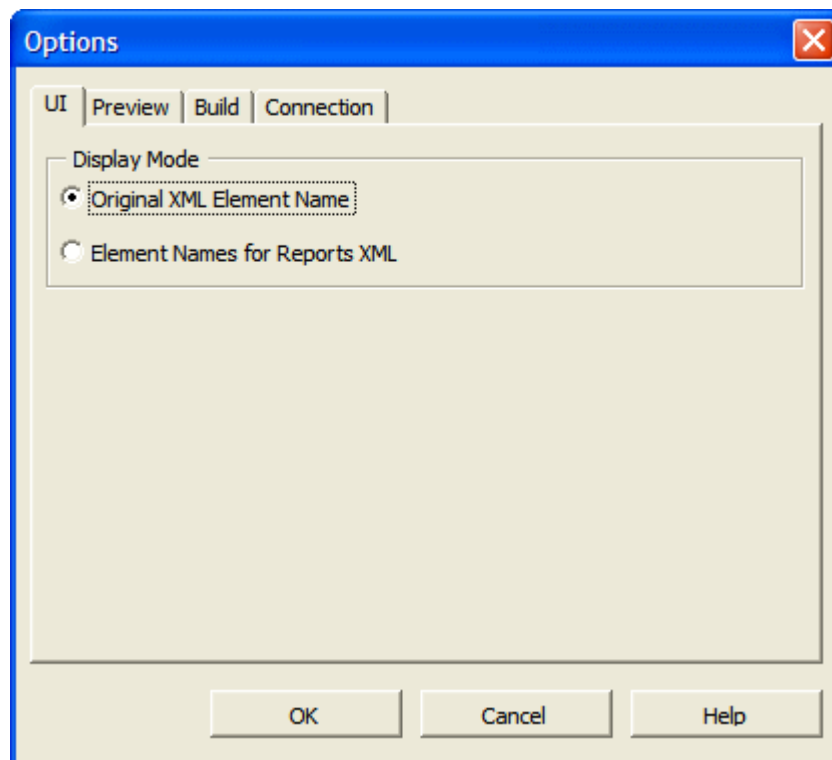 Options
UI Preview Build Connection
Display Mode
Original XML Element Name
Element Names for Reports XML
OK Cancel Help